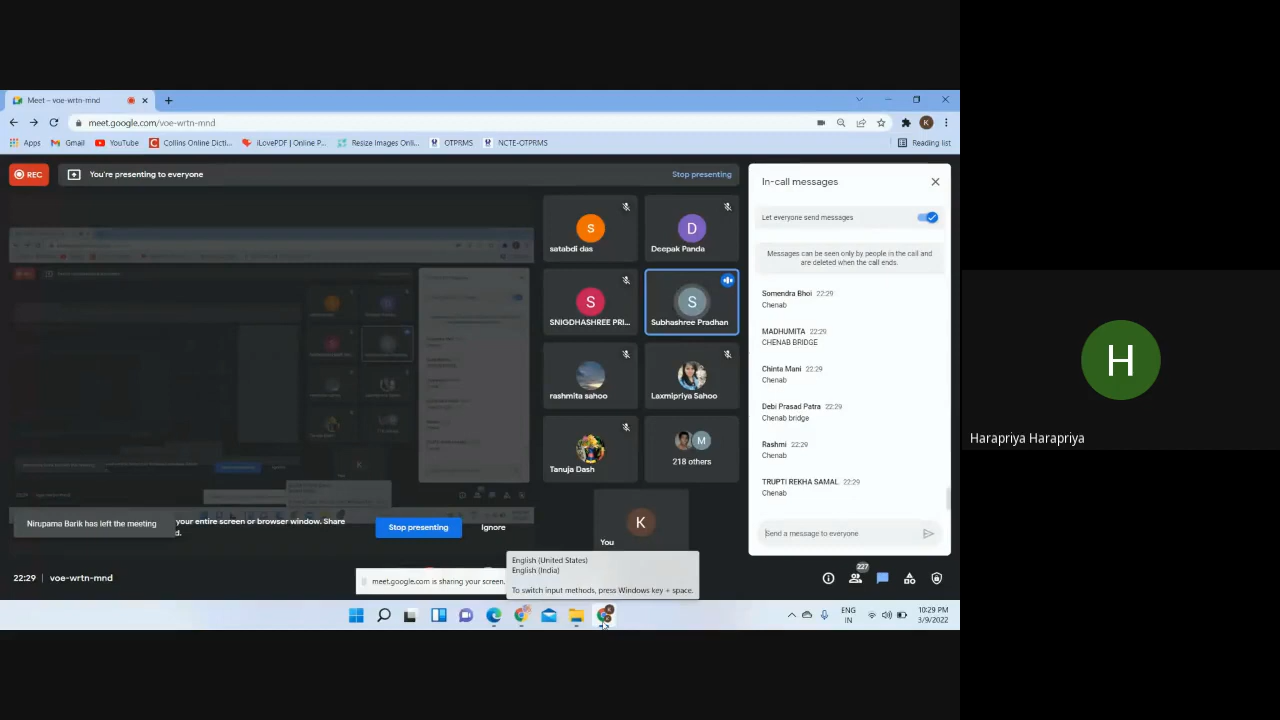 Meet – voe-wrtn-mnd
meet.google.com/voe-wrtn-mnd
Apps
Gmail
YouTube
Collins Online Dicti...
iLovePDF | Online P...
Resize Images Onli...
OTPRMS
NCTE-OTPRMS
Reading list
REC
You're presenting to everyone
Stop presenting
In-call messages
Let everyone send messages
Messages can be seen only by people in the call and
are deleted when the call ends.
Somendra Bhoi 22:29
Chenab
MADHUMITA 22:29
CHENAB BRIDGE
Chinta Mani 22:29
Chenab
Debi Prasad Patra 22:29
Chenab bridge
Rashmi 22:29
Chenab
TRUPTI REKHA SAMAL 22:29
Chenab
Send a message to everyone
s
satabdi das
D
Deepak Panda
S
SNIGDHASHREE PRI...
S
Subhashree Pradhan
rashmita sahoo
Laxmipriya Sahoo
Tanuja Dash
M
218 others
K
You
H
Harapriya Harapriya
Nirupama Barik has left the meeting
your entire screen or browser window. Share
d.
Stop presenting
Ignore
English (United States)
English (India)
To switch input methods, press Windows key + space.
meet.google.com is sharing your screen.
22:29 | voe-wrtn-mnd
227
ENG
IN
10:29 PM
3/9/2022